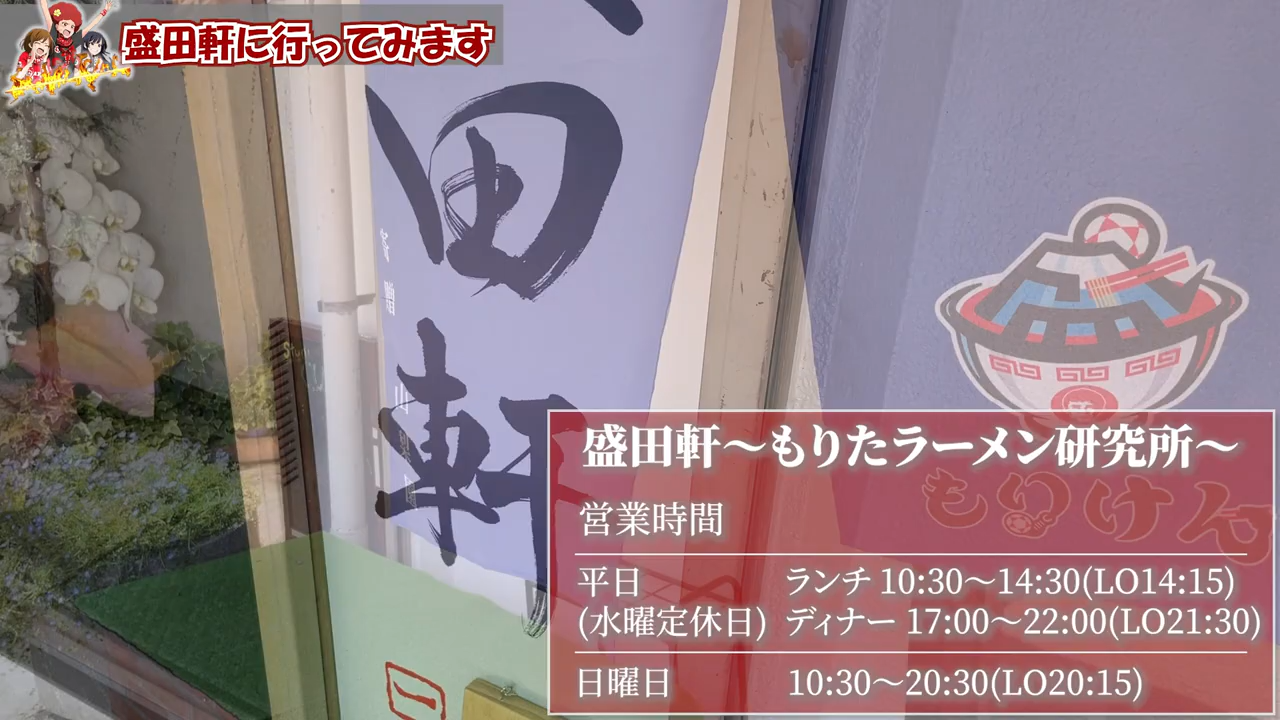 盛田軒に行ってみます
田軒
盛田軒～もりたラーメン研究所～
もりけん
営業時間
平日 ランチ 10:30～14:30(LO14:15)
(水曜定休日) ディナー 17:00～22:00(LO21:30)
日曜日 10:30～20:30(LO20:15)